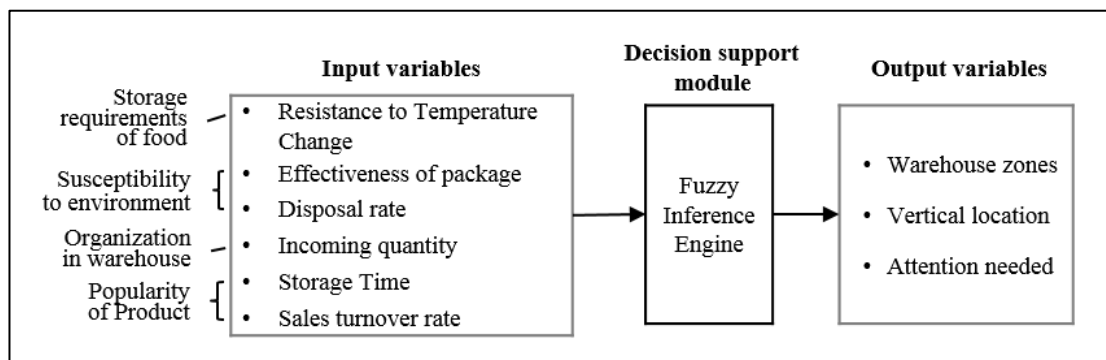 Input variables
Decision support
module
Output variables
Storage
requirements
of food
• Resistance to Temperature
Change
Susceptibility
to environment
• Effectiveness of package
• Disposal rate
Organization
in warehouse
• Incoming quantity
Popularity
of Product
• Storage Time
• Sales turnover rate
Fuzzy
Inference
Engine
• Warehouse zones
• Vertical location
• Attention needed